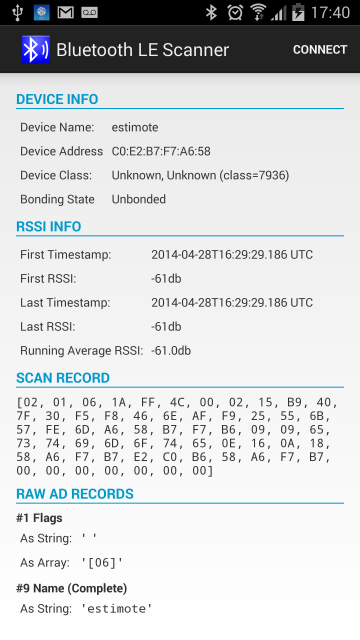 17:40
Bluetooth LE Scanner CONNECT
DEVICE INFO
Device Name: estimote
Device Address C0:E2:B7:F7:A6:58
Device Class: Unknown, Unknown (class=7936)
Bonding State Unbonded
RSSI INFO
First Timestamp: 2014-04-28T16:29:29.186 UTC
First RSSI: -61db
Last Timestamp: 2014-04-28T16:29:29.186 UTC
Last RSSI: -61db
Running Average RSSI: -61.0db
SCAN RECORD
[02, 01, 06, 1A, FF, 4C, 00, 02, 15, B9, 40,
7F, 30, F5, F8, 46, 6E, AF, F9, 25, 55, 6B,
57, FE, 6D, A6, 58, B7, F7, B6, 09, 09, 65,
73, 74, 69, 6D, 6F, 74, 65, 0E, 16, 0A, 18,
58, A6, F7, B7, E2, C0, B6, 58, A6, F7, B7,
00, 00, 00, 00, 00, 00, 00]
RAW AD RECORDS
#1 Flags
As String: ' '
As Array: '[06]'
#9 Name (Complete)
As String: 'estimote'